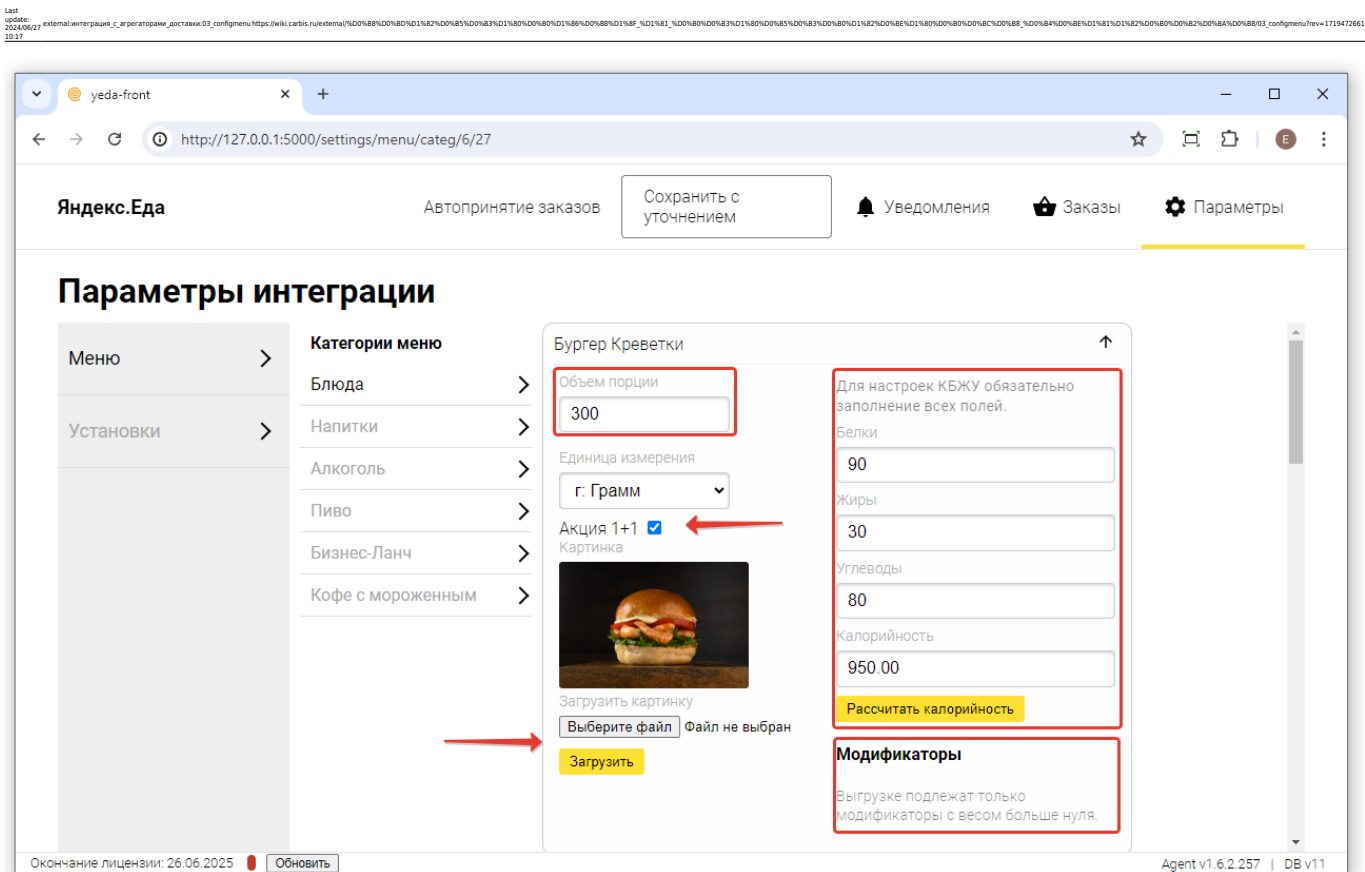 Last
update:
2024/06/27
10:17
external:интеграция_с_агрегаторами_доставки:03_configmenu https://wiki.carbis.ru/external/%D0%B8%D0%BD%D1%82%D0%B5%D0%B3%D1%80%D0%B0%D1%86%D0%B8%D1%8F_%D1%81_%D0%B0%D0%B3%D1%80%D0%B5%D0%B3%D0%B0%D1%82%D0%BE%D1%80%D0%B0%D0%BC%D0%B8_%D0%B4%D0%BE%D1%81%D1%82%D0%B0%D0%B2%D0%BA%D0%B8/03_configmenu?rev=1719472661
yeda-front
http://127.0.0.1:5000/settings/menu/categ/6/27
E
Яндекс.Еда
Автопринятие заказов
Сохранить с
уточнением
Уведомления
Заказы
Параметры
Параметры интеграции
Меню
Установки
Категории меню
Блюда
Напитки
Алкоголь
Пиво
Бизнес-Ланч
Кофе с мороженным
Бургер Креветки
Объем порции
300
Единица измерения
г: Грамм
Акция 1+1
Картинка
Загрузить картинку
Выберите файл Файл не выбран
Загрузить
Для настроек КБЖУ обязательно
заполнение всех полей.
Белки
90
Жиры
30
Углеводы
80
Калорийность
950.00
Рассчитать калорийность
Модификаторы
Выгрузке подлежат только
модификаторы с весом больше нуля.
Окончание лицензии: 26.06.2025
Обновить
Agent v1.6.2.257 | DB v11